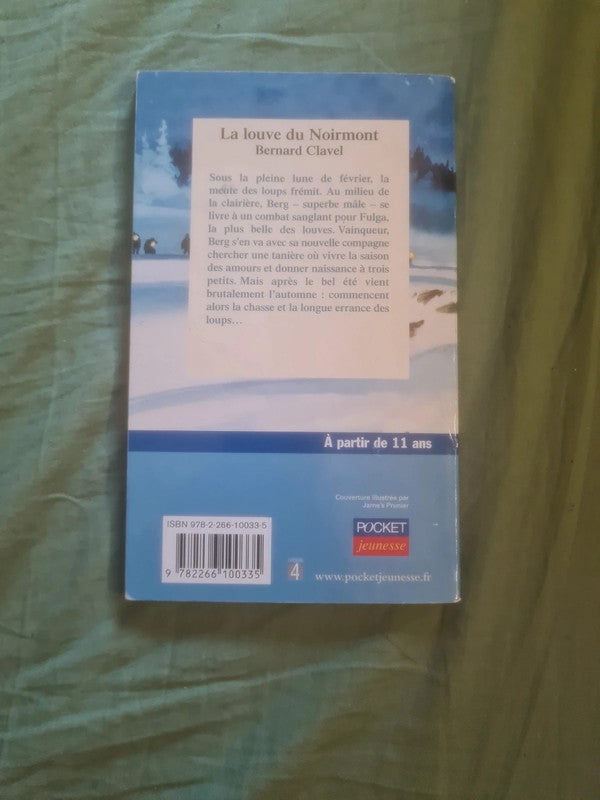 La louve du Noirmont
Bernard Clavel
Sous la pleine lune de février, la
meute des loups frémit. Au milieu de
la clairière, Berg – superbe mâle – se
livre à un combat sanglant pour Fulga,
la plus belle des louves. Vainqueur,
Berg s'en va avec sa nouvelle compagne
chercher une tanière où vivre la saison
des amours et donner naissance à trois
petits. Mais après le bel été vient
brutalement l'automne : commencent
alors la chasse et la longue errance des
loups...
À partir de 11 ans
Couverture illustrée par
Jame's Prunier
ISBN 978-2-266-10033-5
POCKET
jeunesse
9 782266 100335
4
www.pocketjeunesse.fr